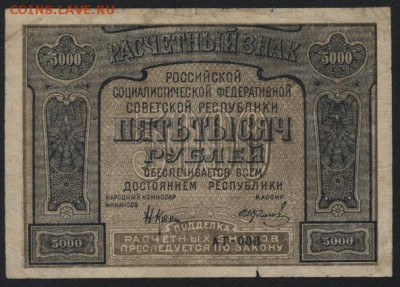 COINS.LAVE.RU
РАСЧЕТНЫЙ ЗНАК
5000 5000
РОССИЙСКОЙ
СОЦИАЛИСТИЧЕСКОЙ ФЕДЕРАТИВНОЙ
СОВЕТСКОЙ РЕСПУБЛИКИ
ПЯТЬ ТЫСЯЧ
РУБЛЕЙ
ОБЕСПЕЧИВАЕТСЯ ВСЕМ
ДОСТОЯНИЕМ РЕСПУБЛИКИ
НАРОДНЫЙ КОМИССАР КАССИР
ФИНАНСОВ
ПОДДЕЛКА
РАСЧЕТНЫХ ЗНАКОВ
ПРЕСЛЕДУЕТСЯ ПО ЗАКОНУ
5000 5000